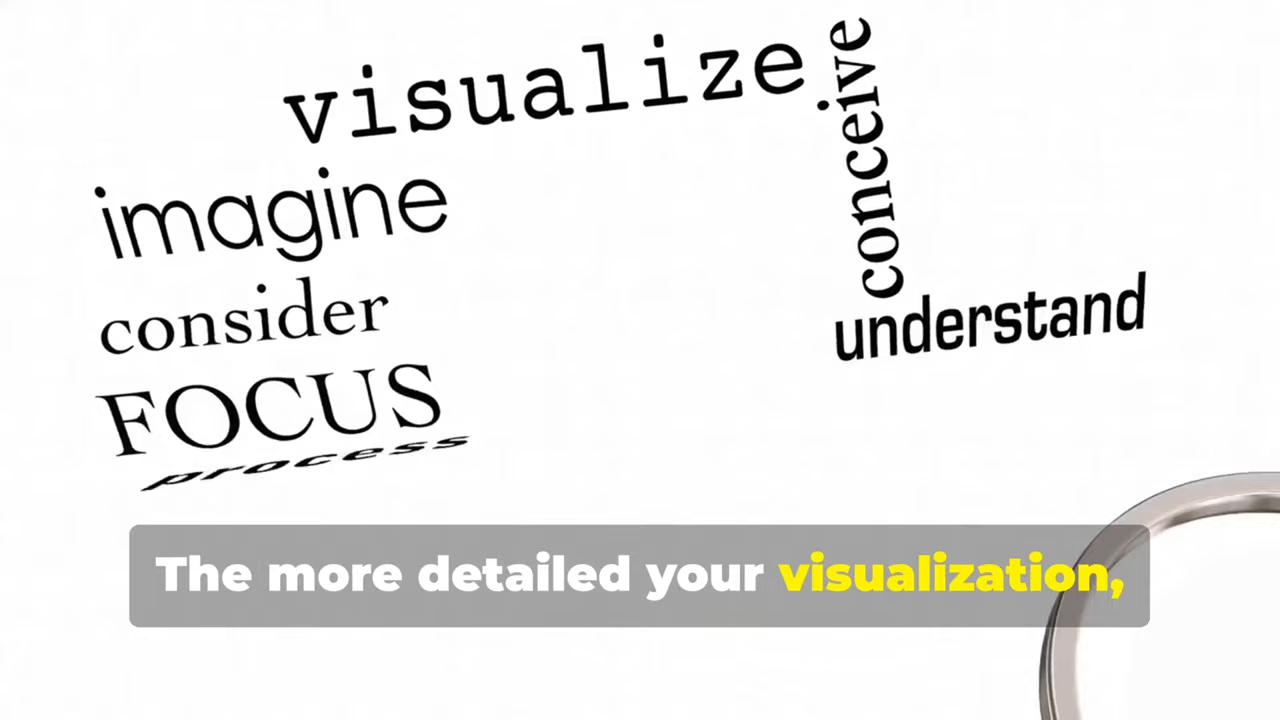 visualize
conceive
imagine
consider
understand
FOCUS
process
The more detailed your visualization,